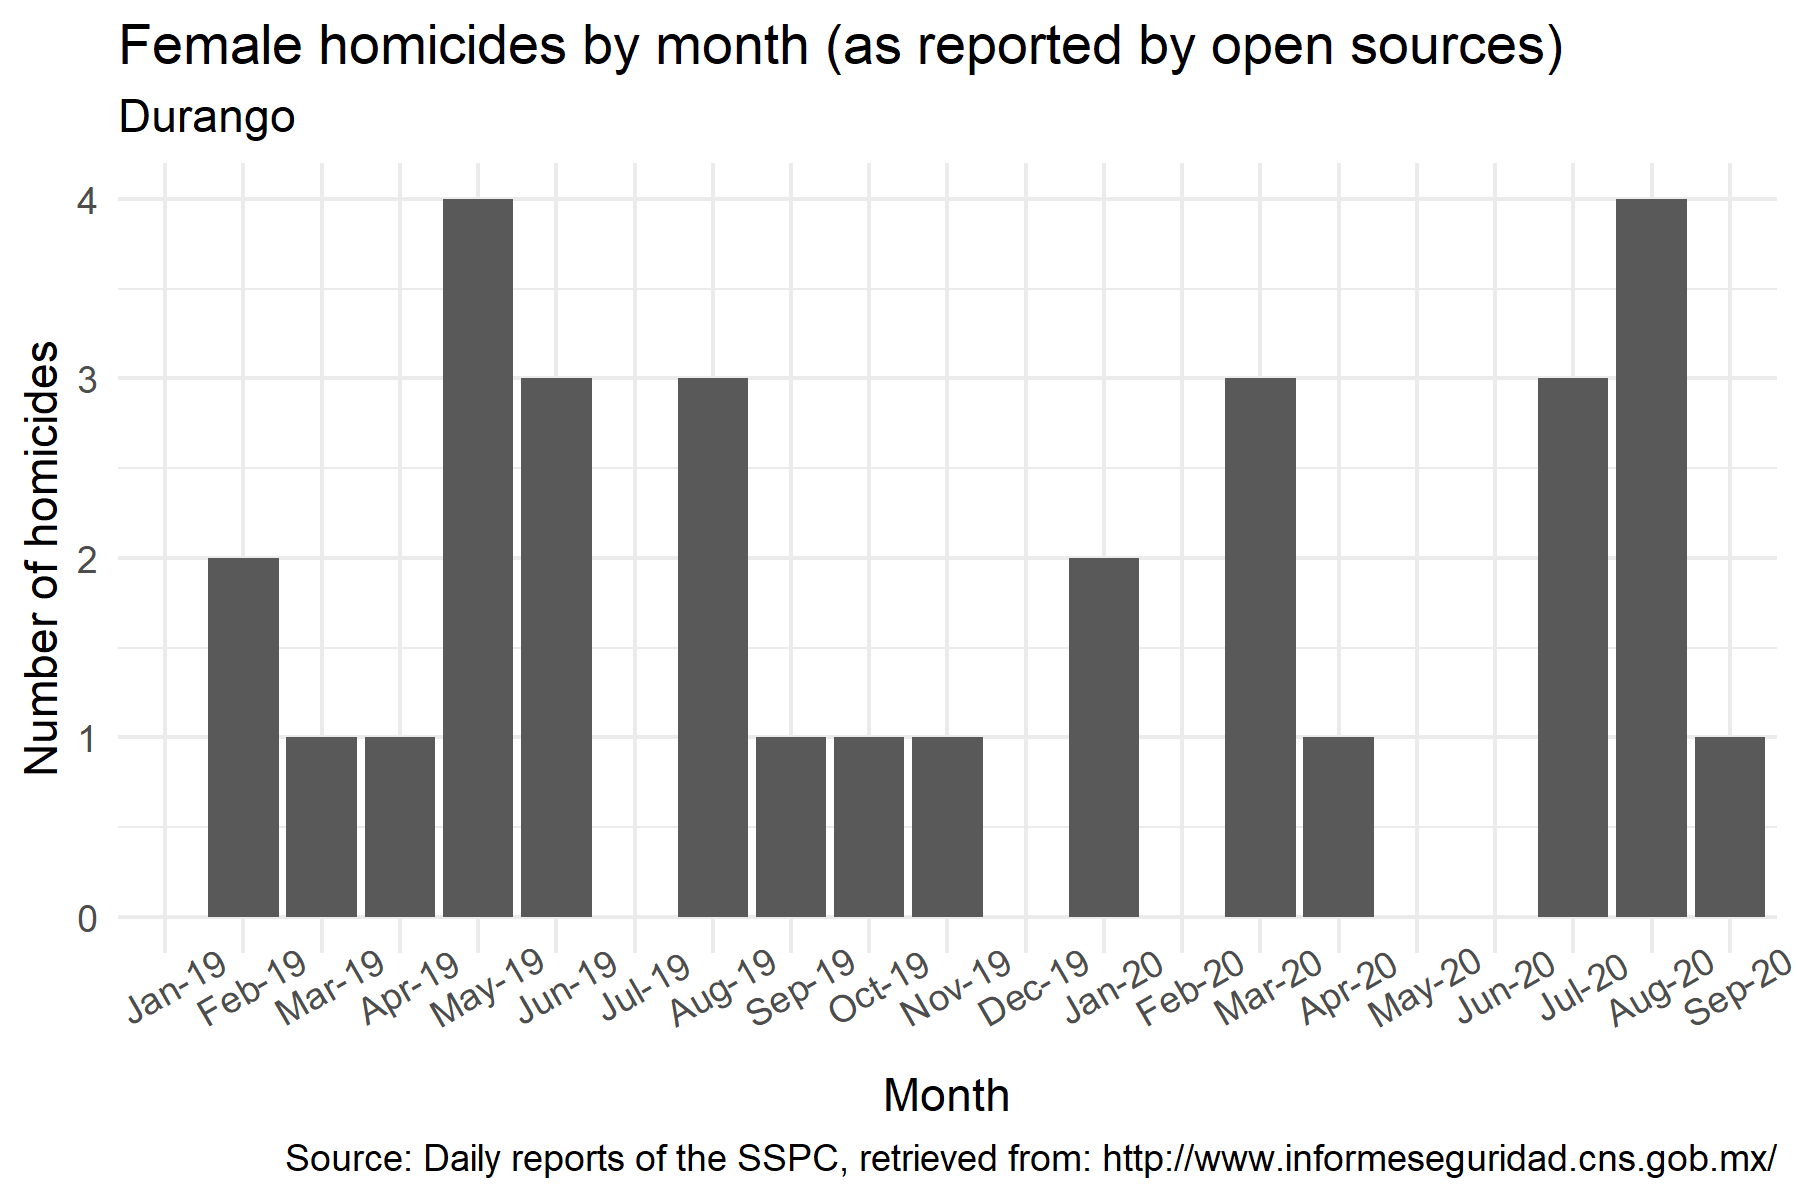 Female homicides by month (as reported by open sources)
Durango
Number of homicides
4
3
2
1
0
Jan-19
Feb-19
Mar-19
Apr-19
May-19
Jun-19
Jul-19
Aug-19
Sep-19
Oct-19
Nov-19
Dec-19
Jan-20
Feb-20
Mar-20
Apr-20
May-20
Jun-20
Jul-20
Aug-20
Sep-20
Month
Source: Daily reports of the SSPC, retrieved from: http://www.informeseguridad.cns.gob.mx/